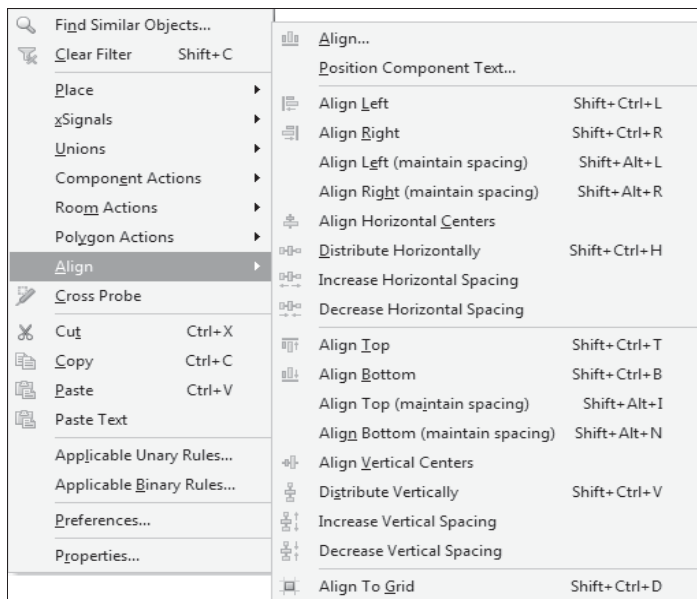 Find Similar Objects...
Clear Filter Shift+C
Place
xSignals
Unions
Component Actions
Room Actions
Polygon Actions
Align
Cross Probe
Cut Ctrl+X
Copy Ctrl+C
Paste Ctrl+V
Paste Text
Applicable Unary Rules...
Applicable Binary Rules...
Preferences...
Properties...
Align...
Position Component Text...
Align Left Shift+Ctrl+L
Align Right Shift+Ctrl+R
Align Left (maintain spacing) Shift+Alt+L
Align Right (maintain spacing) Shift+Alt+R
Align Horizontal Centers
Distribute Horizontally Shift+Ctrl+H
Increase Horizontal Spacing
Decrease Horizontal Spacing
Align Top Shift+Ctrl+T
Align Bottom Shift+Ctrl+B
Align Top (maintain spacing) Shift+Alt+I
Align Bottom (maintain spacing) Shift+Alt+N
Align Vertical Centers
Distribute Vertically Shift+Ctrl+V
Increase Vertical Spacing
Decrease Vertical Spacing
Align To Grid Shift+Ctrl+D